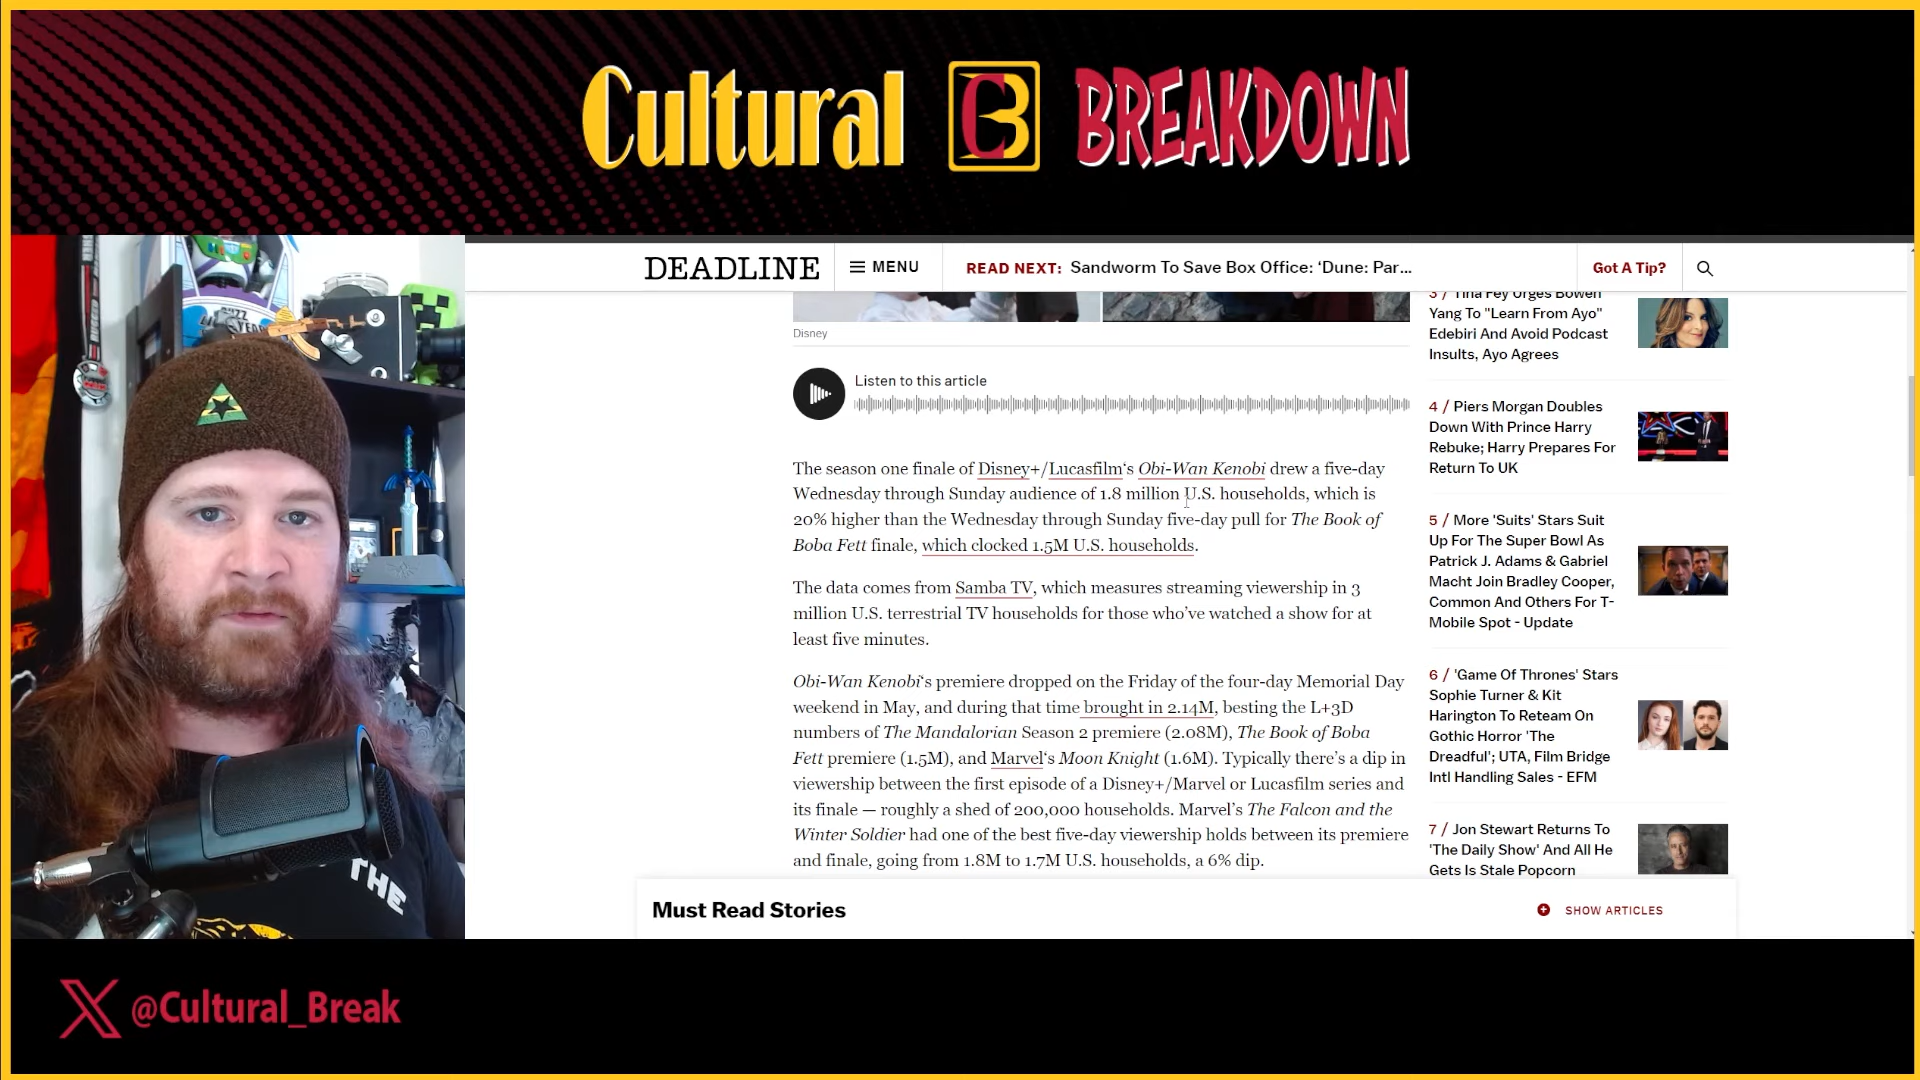 Cultural CB BREAKDOWN
DEADLINE
MENU
READ NEXT: Sandworm To Save Box Office: ‘Dune: Par...
Got A Tip?
Disney
Listen to this article
The season one finale of Disney+/Lucasfilm‘s Obi-Wan Kenobi drew a five-day
Wednesday through Sunday audience of 1.8 million U.S. households, which is
20% higher than the Wednesday through Sunday five-day pull for The Book of
Boba Fett finale, which clocked 1.5M U.S. households.
The data comes from Samba TV, which measures streaming viewership in 3
million U.S. terrestrial TV households for those who’ve watched a show for at
least five minutes.
Obi-Wan Kenobi‘s premiere dropped on the Friday of the four-day Memorial Day
weekend in May, and during that time brought in 2.14M, besting the L+3D
numbers of The Mandalorian Season 2 premiere (2.08M), The Book of Boba
Fett premiere (1.5M), and Marvel‘s Moon Knight (1.6M). Typically there’s a dip in
viewership between the first episode of a Disney+/Marvel or Lucasfilm series and
its finale — roughly a shed of 200,000 households. Marvel’s The Falcon and the
Winter Soldier had one of the best five-day viewership holds between its premiere
and finale, going from 1.8M to 1.7M U.S. households, a 6% dip.
3 / Tina Fey Urges Bowen
Yang To "Learn From Ayo"
Edebiri And Avoid Podcast
Insults, Ayo Agrees
4 / Piers Morgan Doubles
Down With Prince Harry
Rebuke; Harry Prepares For
Return To UK
5 / More 'Suits' Stars Suit
Up For The Super Bowl As
Patrick J. Adams & Gabriel
Macht Join Bradley Cooper,
Common And Others For T-
Mobile Spot - Update
6 / 'Game Of Thrones' Stars
Sophie Turner & Kit
Harington To Reteam On
Gothic Horror 'The
Dreadful'; UTA, Film Bridge
Intl Handling Sales - EFM
7 / Jon Stewart Returns To
'The Daily Show' And All He
Gets Is Stale Popcorn
Must Read Stories
SHOW ARTICLES
THE
X @Cultural_Break